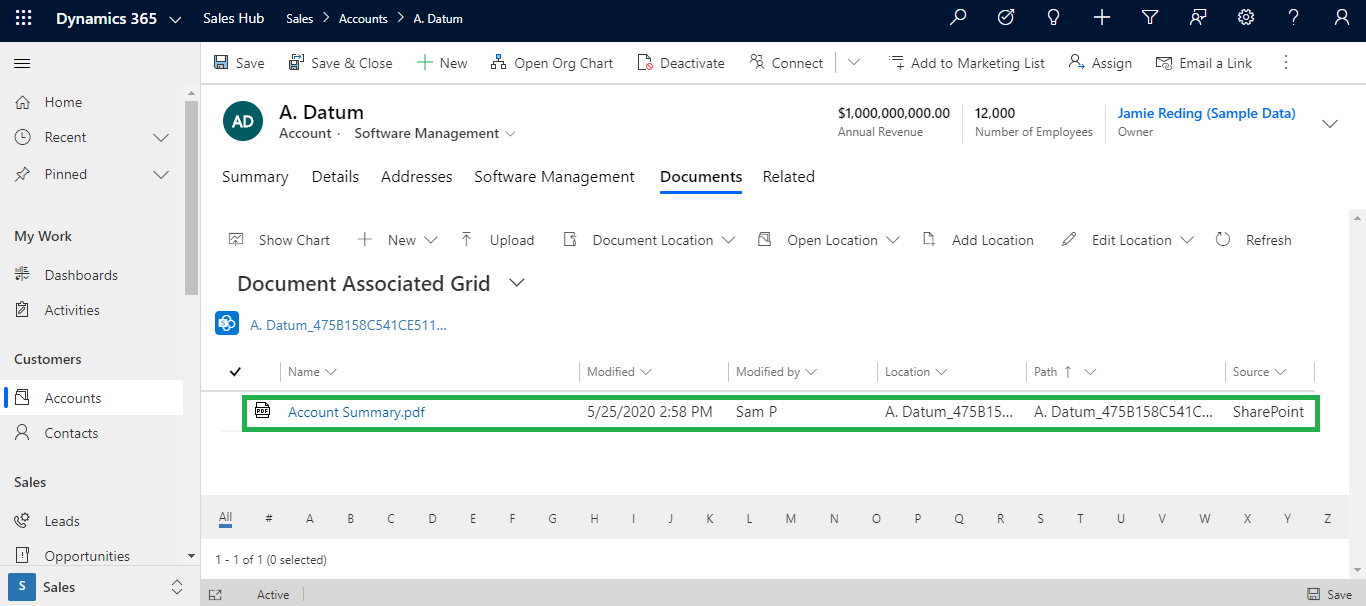 Dynamics 365 Sales Hub Sales > Accounts > A. Datum
Save Save & Close New Open Org Chart Deactivate Connect Add to Marketing List Assign Email a Link
Home
Recent
Pinned
My Work
Dashboards
Activities
Customers
Accounts
Contacts
Sales
Leads
Opportunities
S Sales
AD
A. Datum
Account · Software Management
$1,000,000,000.00
Annual Revenue
12,000
Number of Employees
Jamie Reding (Sample Data)
Owner
Summary Details Addresses Software Management Documents Related
Show Chart New Upload Document Location Open Location Add Location Edit Location Refresh
Document Associated Grid
A. Datum_475B158C541CE511...
Name Modified Modified by Location Path ↑ Source
PDF Account Summary.pdf 5/25/2020 2:58 PM Sam P A. Datum_475B15... A. Datum_475B158C541C... SharePoint
All # A B C D E F G H I J K L M N O P Q R S T U V W X Y Z
1 - 1 of 1 (0 selected)
Active Save